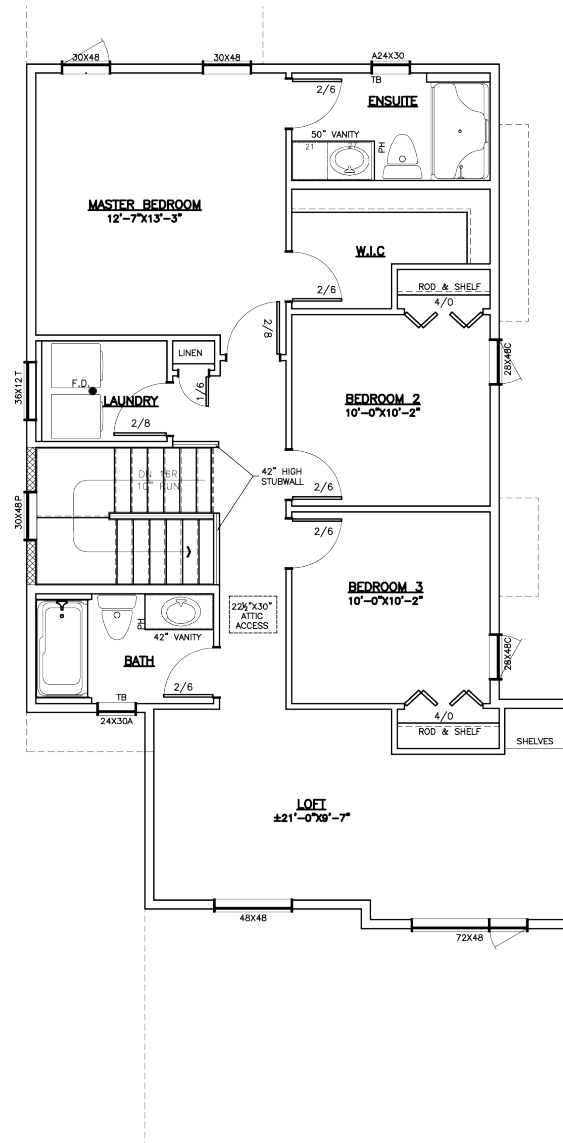 30X48
30X48
A24X30
TB
2/6
ENSUITE
50" VANITY
21
27
PH
MASTER BEDROOM
12'-7"X13'-3"
W.I.C
2/6
ROD & SHELF
4/0
2/8
LINEN
1/6
F.D.
LAUNDRY
2/8
36X12T
28X48C
BEDROOM 2
10'-0"X10'-2"
42" HIGH
STUBWALL
DN 16R
10" RUN
30X48P
2/6
2/6
BEDROOM 3
10'-0"X10'-2"
22½"X30"
ATTIC
ACCESS
PH
42" VANITY
BATH
2/6
TB
24X30A
28X48C
4/0
ROD & SHELF
SHELVES
LOFT
±21'-0"X9'-7"
48X48
72X48